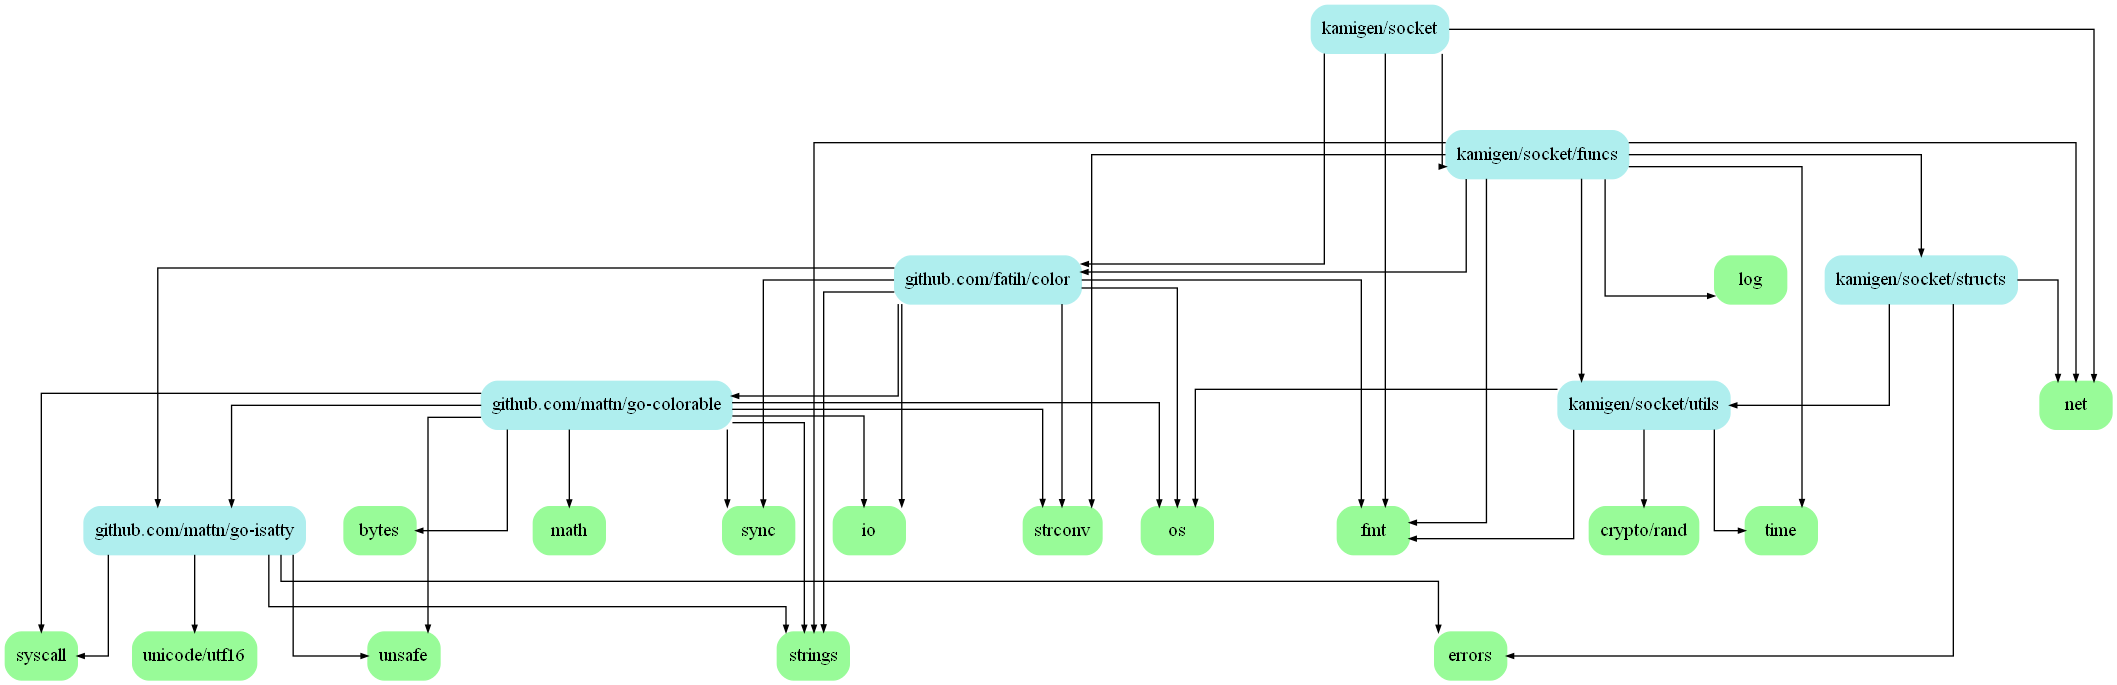 kamigen/socket
kamigen/socket/funcs
github.com/fatih/color
log
kamigen/socket/structs
github.com/mattn/go-colorable
kamigen/socket/utils
net
github.com/mattn/go-isatty
bytes
math
sync
io
strconv
os
fmt
crypto/rand
time
syscall
unicode/utf16
unsafe
strings
errors